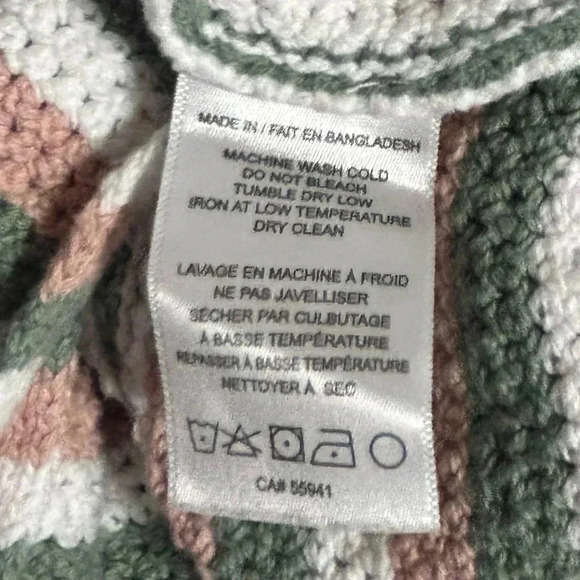 MADE IN / FAIT EN BANGLADESH
MACHINE WASH COLD
DO NOT BLEACH
TUMBLE DRY LOW
IRON AT LOW TEMPERATURE
DRY CLEAN
LAVAGE EN MACHINE À FROID
NE PAS JAVELLISER
SÉCHER PAR CULBUTAGE
À BASSE TEMPÉRATURE
REPASSER À BASSE TEMPÉRATURE
NETTOYER À SEC
CA# 55941